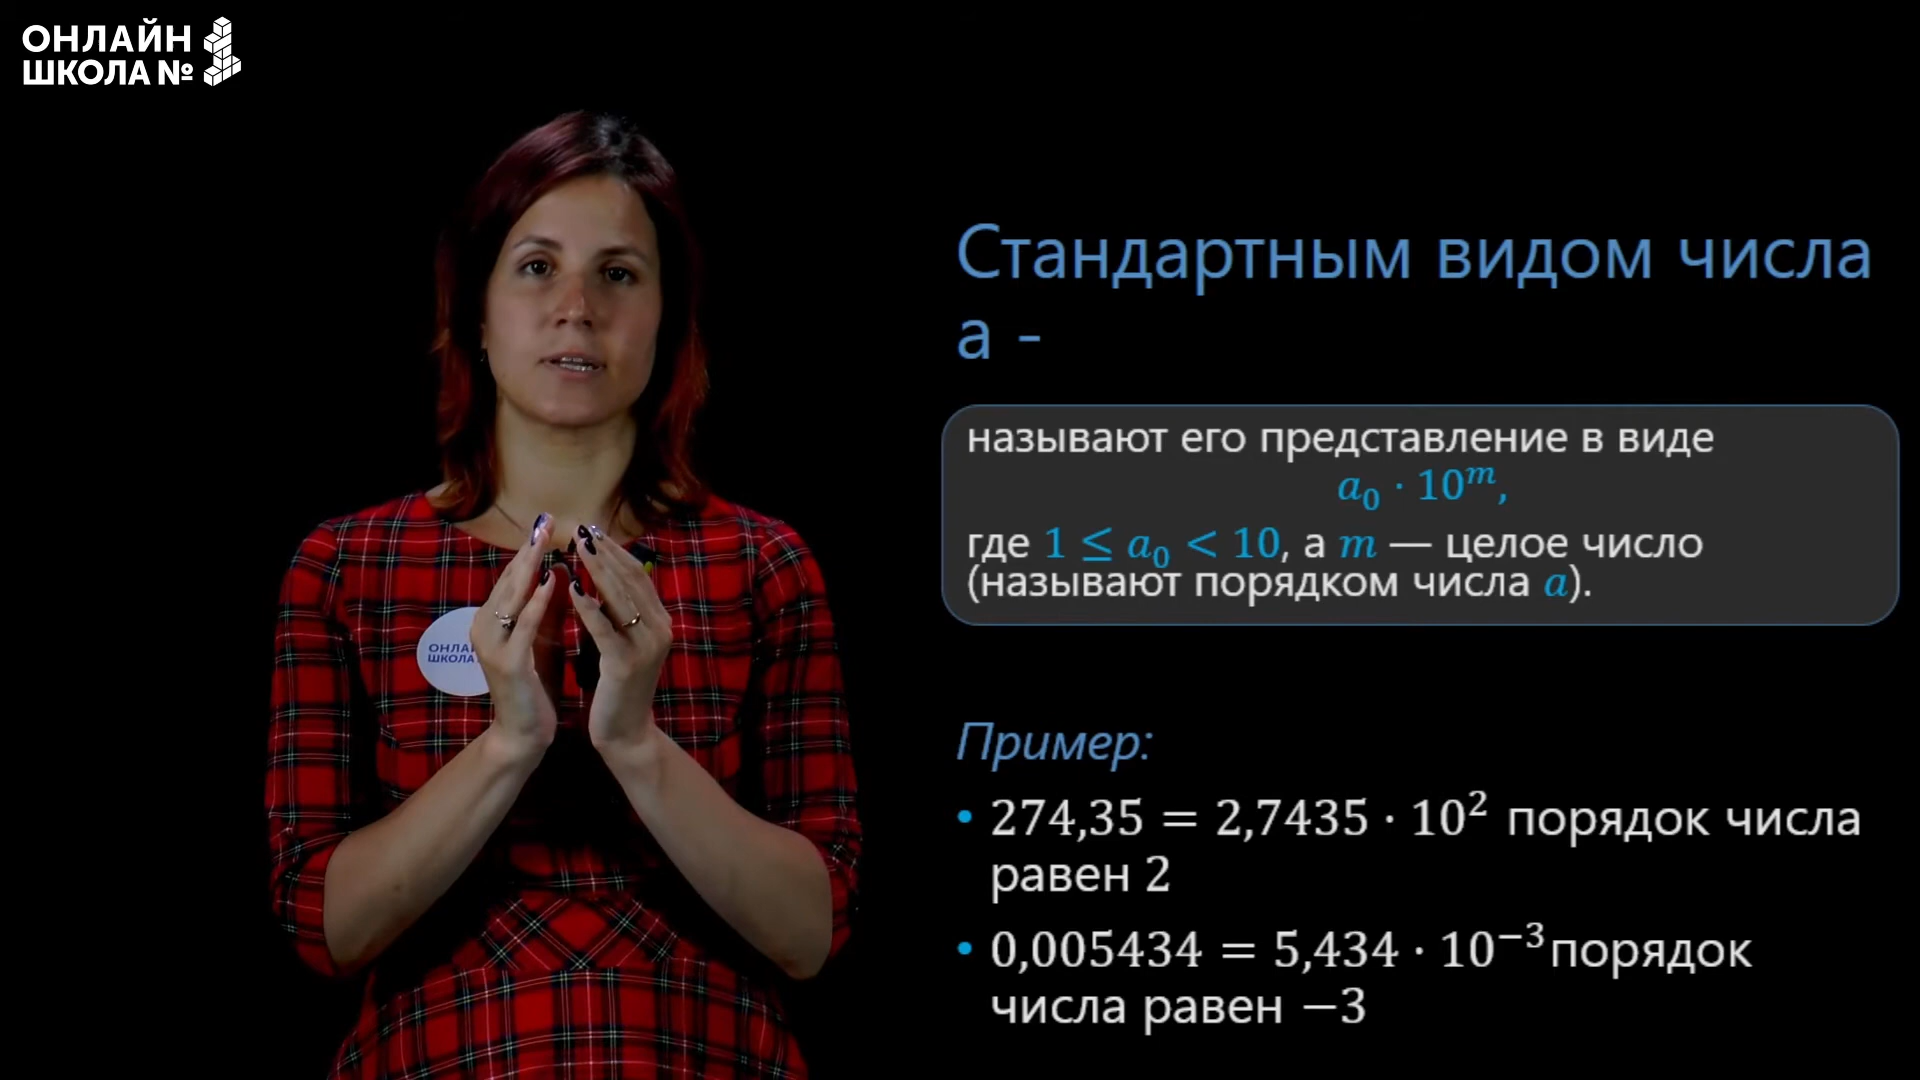 ОНЛАЙН
ШКОЛА №
Стандартным видом числа
а -
называют его представление в виде
a₀ · 10ᵐ,
где 1 ≤ a₀ < 10, а m — целое число
(называют порядком числа a).
ОНЛАЙ
ШКОЛА
Пример:
• 274,35 = 2,7435 · 10² порядок числа
равен 2
• 0,005434 = 5,434 · 10⁻³порядок
числа равен −3